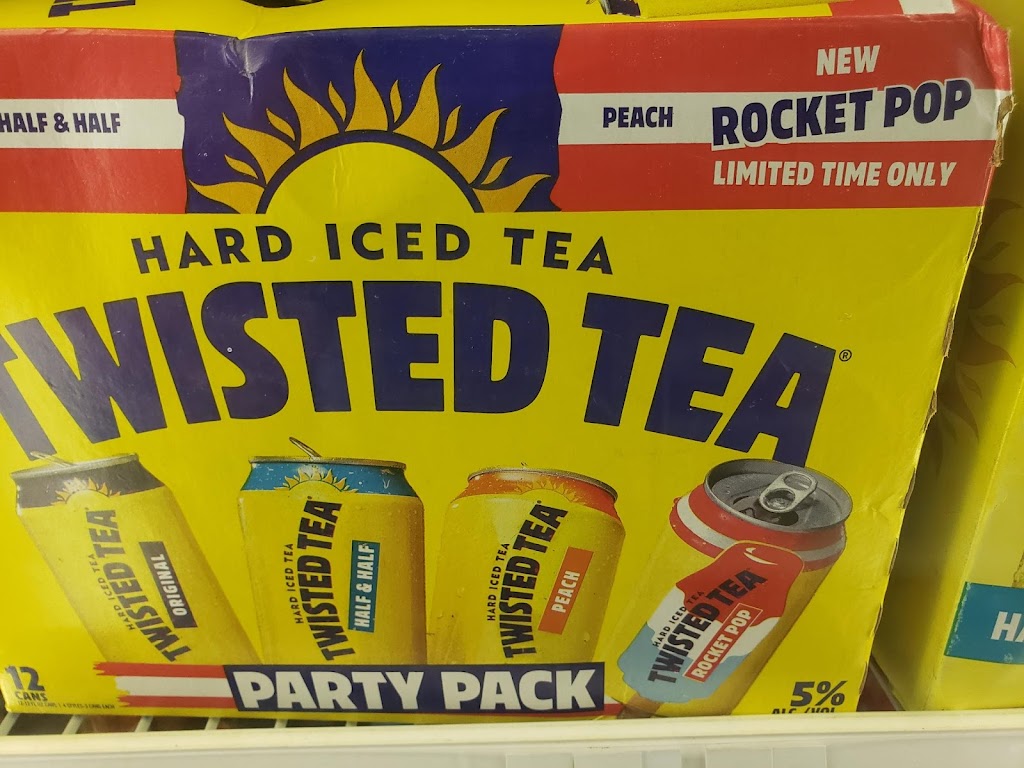 HALF & HALF
PEACH
NEW
ROCKET POP
LIMITED TIME ONLY
HARD ICED TEA
TWISTED TEA®
HARD ICED TEA
TWISTED TEA
ORIGINAL
HARD ICED TEA
TWISTED TEA
HALF & HALF
HARD ICED TEA
TWISTED TEA
PEACH
HARD ICED TEA
TWISTED TEA
ROCKET POP
12
CANS
PARTY PACK
5%
ALC./VOL.